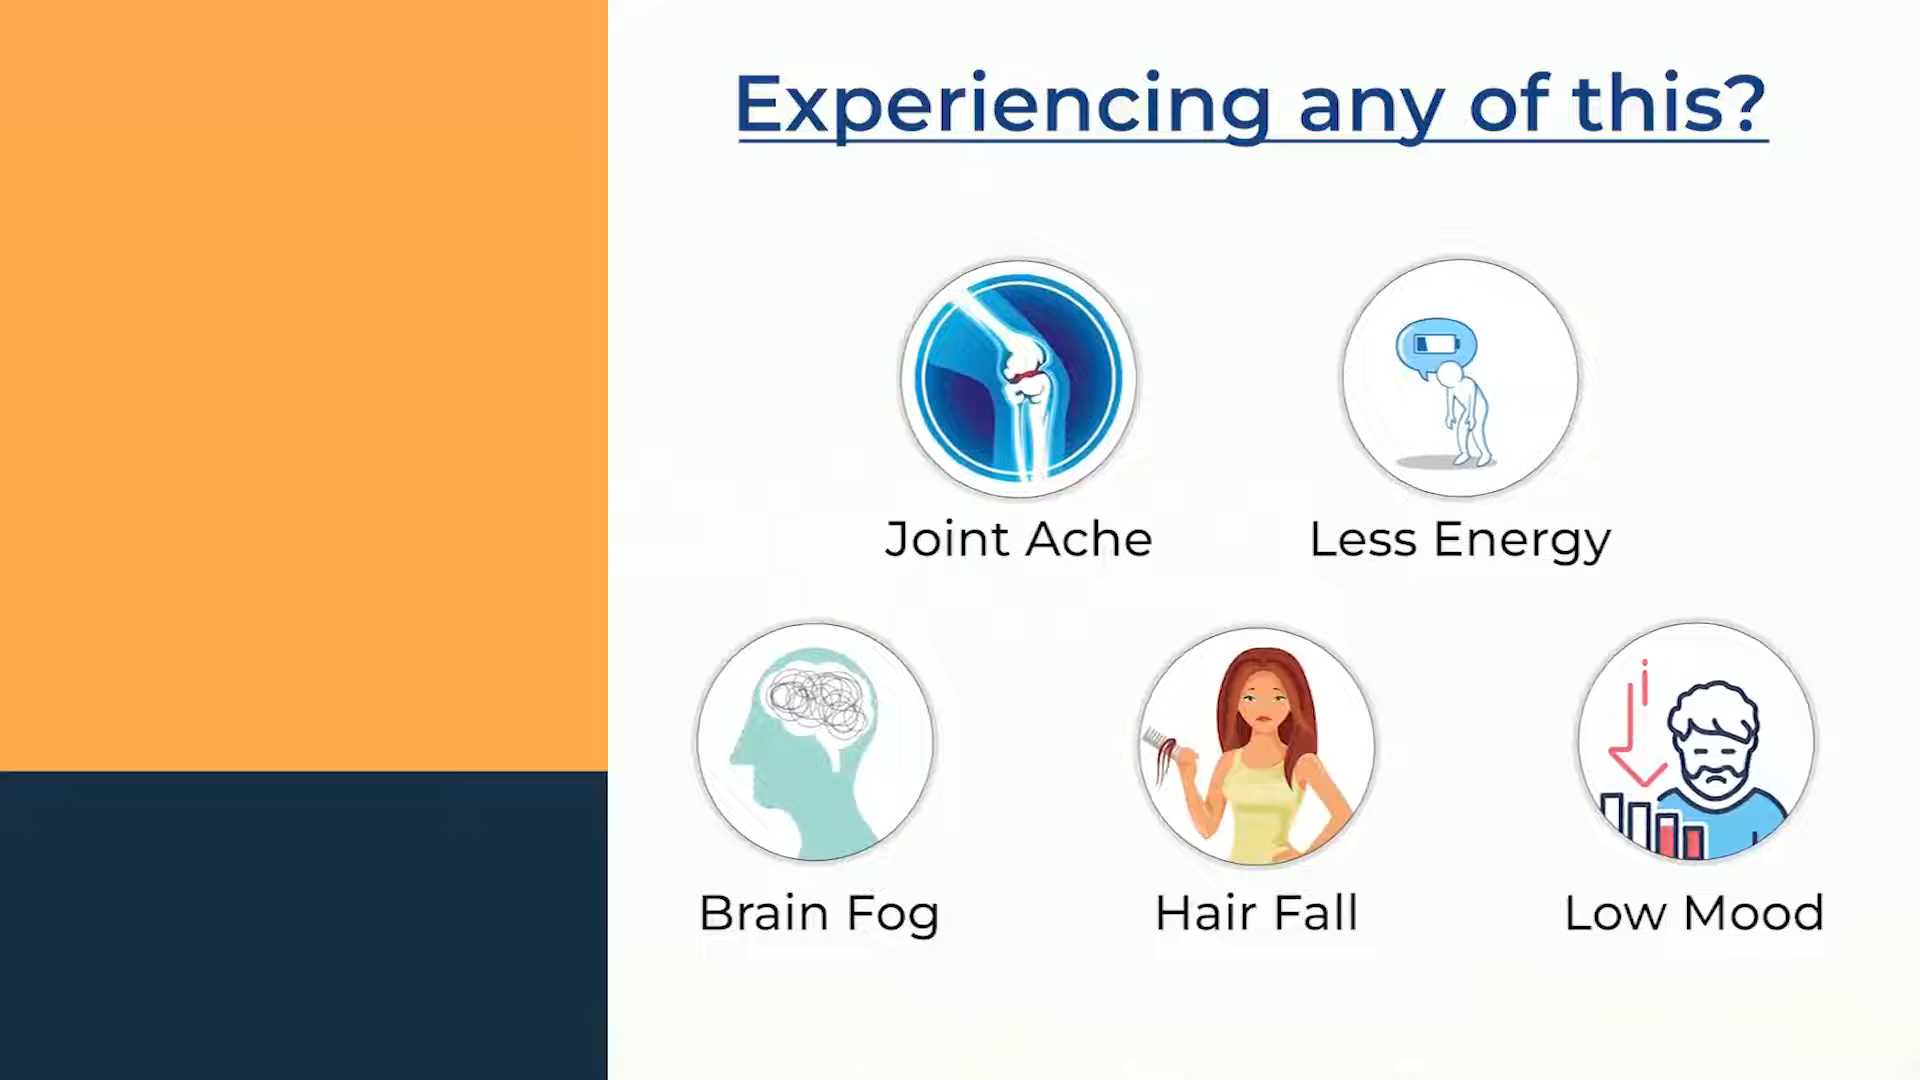 Experiencing any of this?
Joint Ache
Less Energy
Brain Fog
Hair Fall
Low Mood